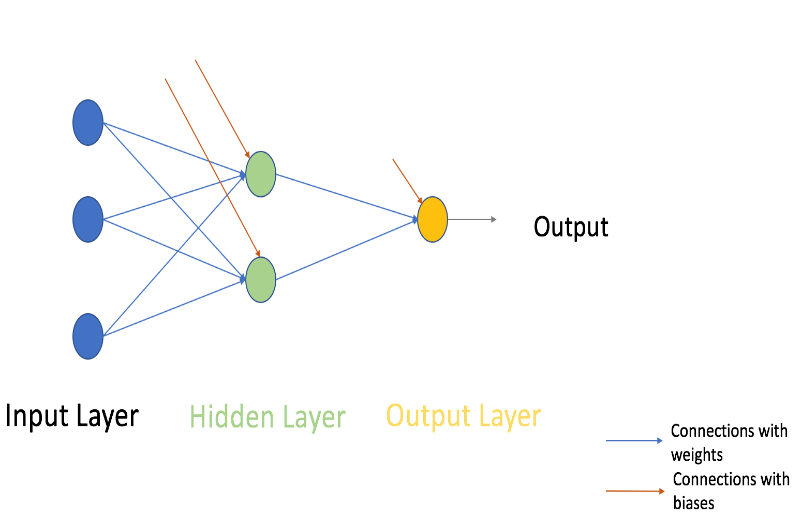 Output
Input Layer
Hidden Layer
Output Layer
Connections with
weights
Connections with
biases